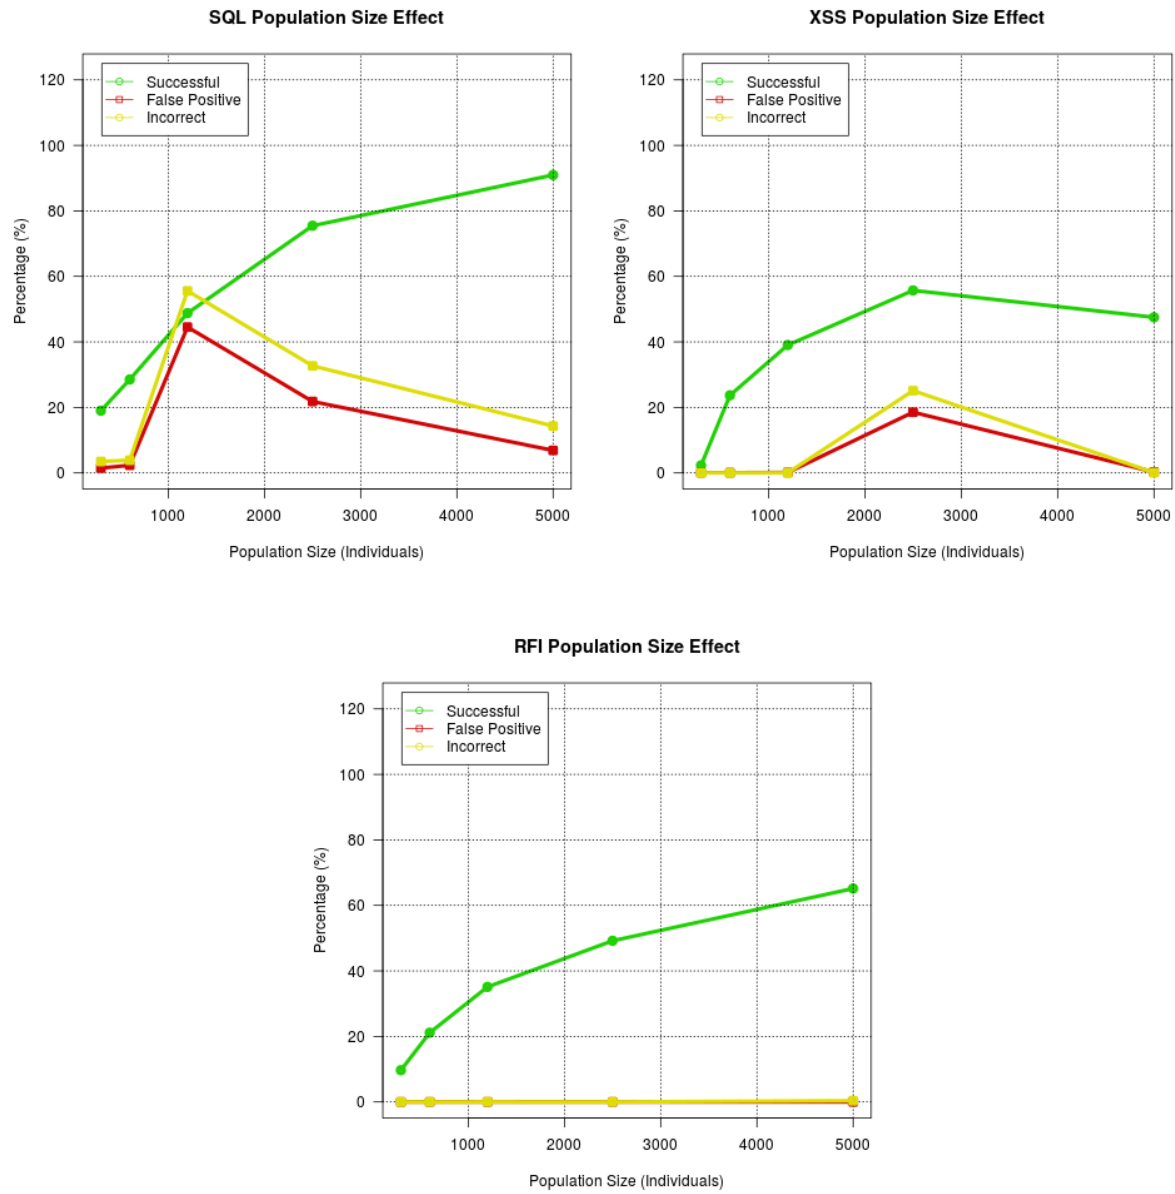 SQL Population Size Effect
Successful
False Positive
Incorrect
120
100
80
60
40
20
0
Percentage (%)
1000 2000 3000 4000 5000
Population Size (Individuals)
XSS Population Size Effect
Successful
False Positive
Incorrect
120
100
80
60
40
20
0
Percentage (%)
1000 2000 3000 4000 5000
Population Size (Individuals)
RFI Population Size Effect
Successful
False Positive
Incorrect
120
100
80
60
40
20
0
Percentage (%)
1000 2000 3000 4000 5000
Population Size (Individuals)